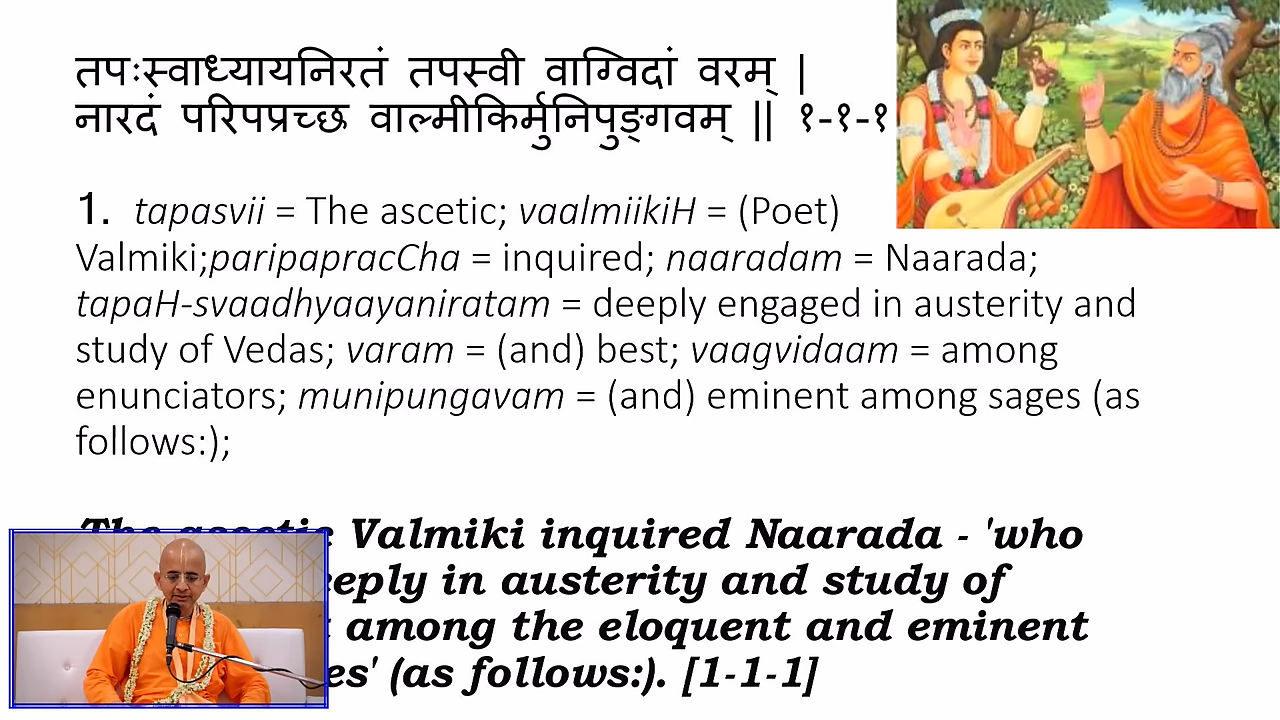 तपःस्वाध्यायनिरतं तपस्वी वाग्विदां वरम् |
नारदं परिपप्रच्छ वाल्मीकिर्मुनिपुङ्गवम् || १-१-१
1. tapasvii = The ascetic; vaalmiikiH = (Poet)
Valmiki;paripapracCha = inquired; naaradam = Naarada;
tapaH-svaadhyaayaniratam = deeply engaged in austerity and
study of Vedas; varam = (and) best; vaagvidaam = among
enunciators; munipungavam = (and) eminent among sages (as
follows:);
The ascetic Valmiki inquired Naarada - 'who
in austerity and study of
among the eloquent and eminent
(as follows:). [1-1-1]